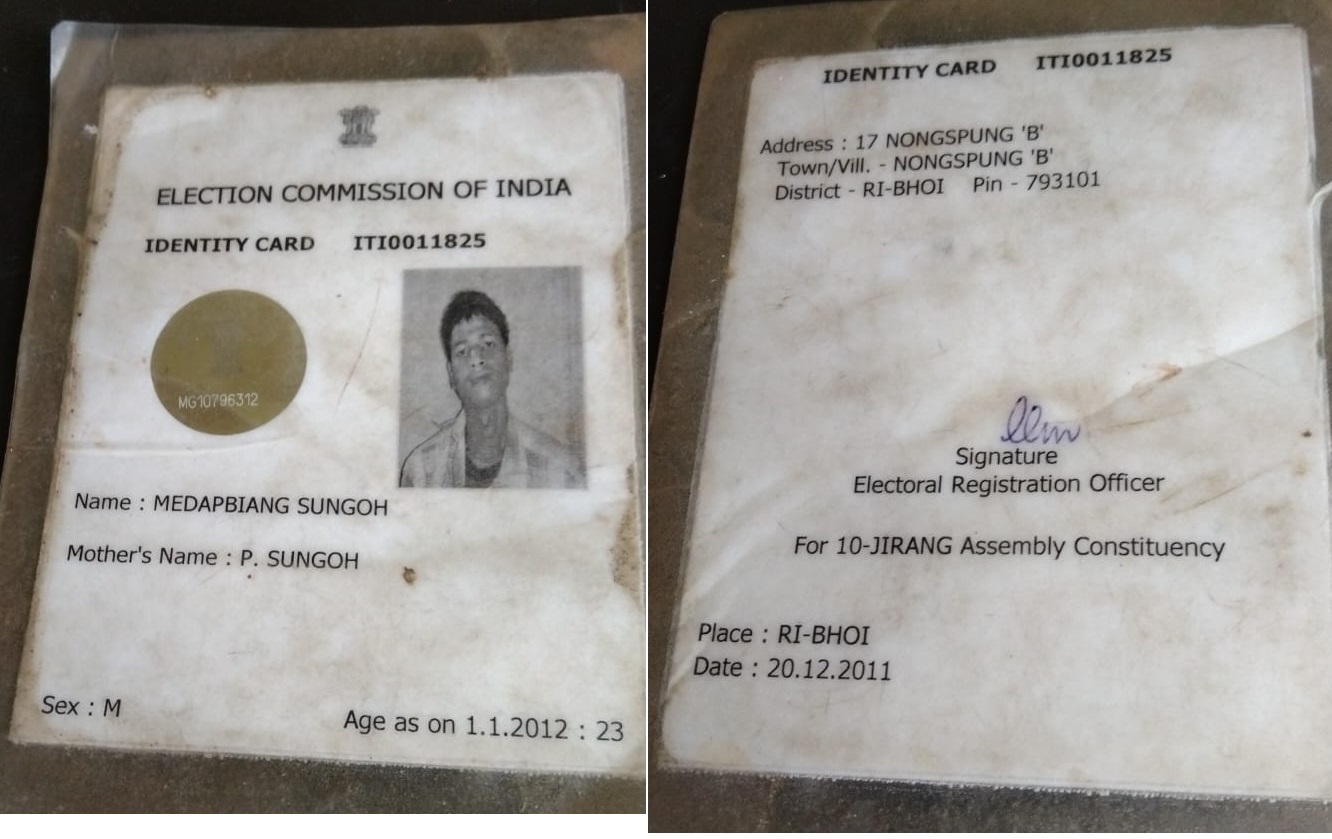 ELECTION COMMISSION OF INDIA
IDENTITY CARD ITI0011825
MG10796312
Name : MEDAPBIANG SUNGOH
Mother's Name : P. SUNGOH
Sex : M
Age as on 1.1.2012 : 23
IDENTITY CARD ITI0011825
Address : 17 NONGSPUNG 'B'
Town/Vill. - NONGSPUNG 'B'
District - RI-BHOI Pin - 793101
Signature
Electoral Registration Officer
For 10-JIRANG Assembly Constituency
Place : RI-BHOI
Date : 20.12.2011